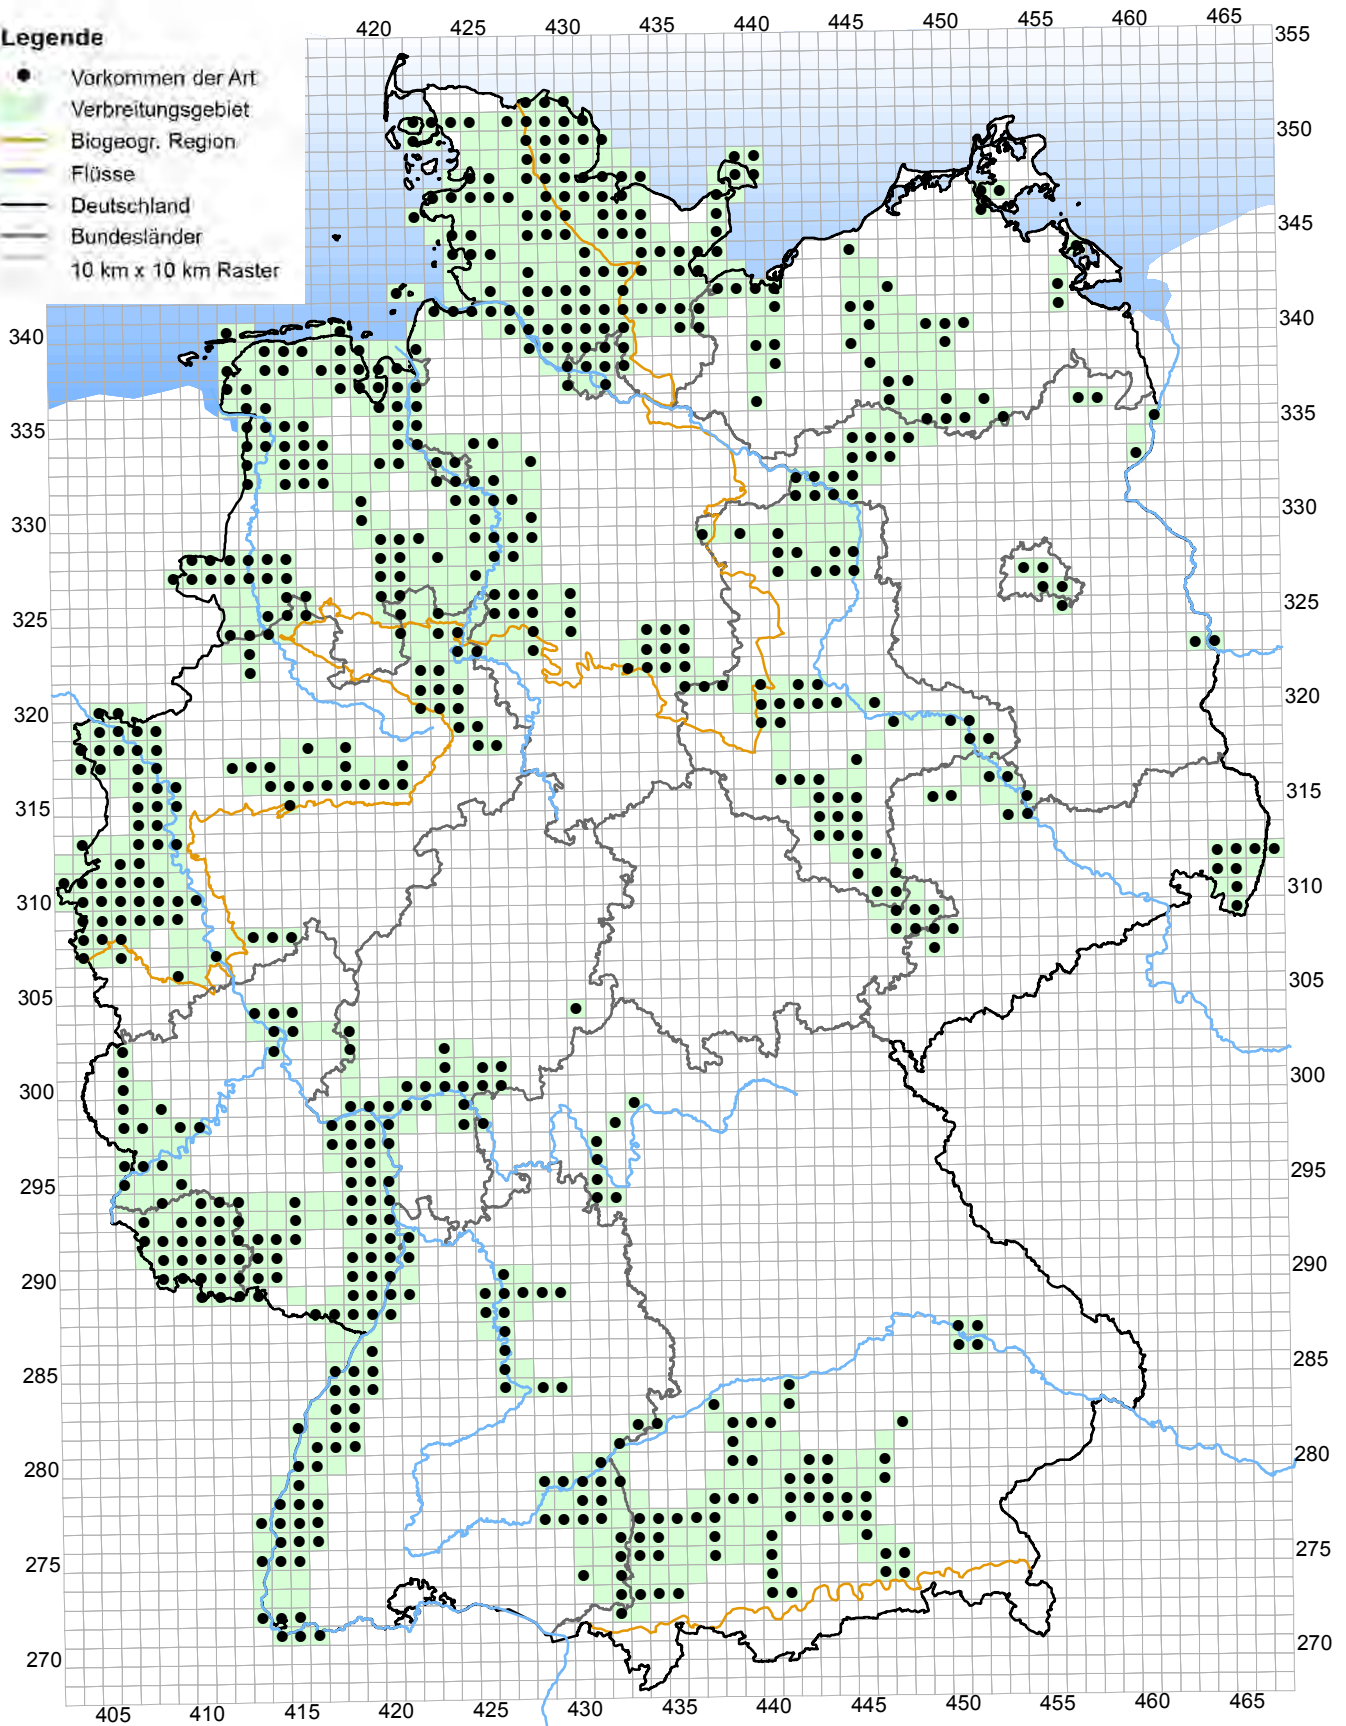 420 425 430 435 440 445 450 455 460 465
Legende
Vorkommen der Art
Verbreitungsgebiet
Biogeogr. Region
Flüsse
Deutschland
Bundesländer
10 km x 10 km Raster
355
350
345
340 340
335 335
330 330
325 325
320 320
315 315
310 310
305 305
300 300
295 295
290 290
285 285
280 280
275 275
270 270
405 410 415 420 425 430 435 440 445 450 455 460 465